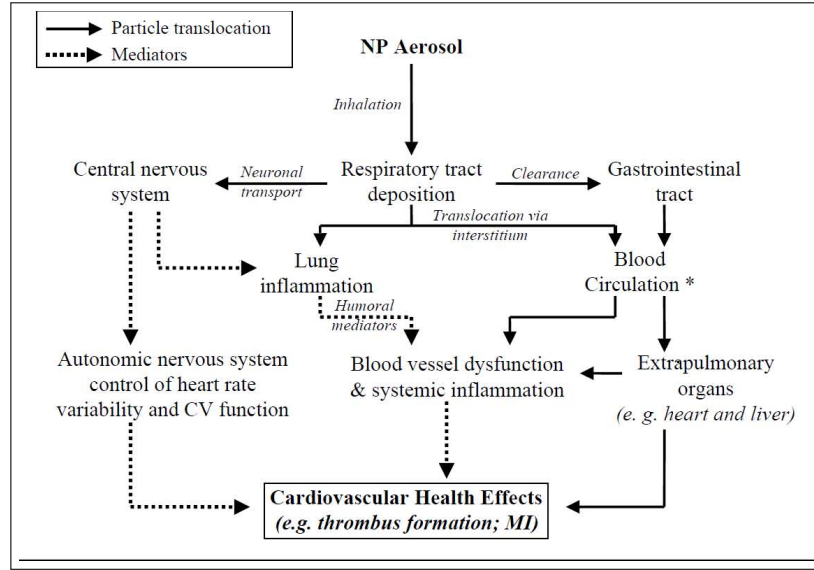 Particle translocation
Mediators
NP Aerosol
Inhalation
Central nervous
system
Neuronal
transport
Respiratory tract
deposition
Clearance
Gastrointestinal
tract
Translocation via
interstitium
Lung
inflammation
Blood
Circulation *
Humoral
mediators
Autonomic nervous system
control of heart rate
variability and CV function
Blood vessel dysfunction
& systemic inflammation
Extrapulmonary
organs
(e. g. heart and liver)
Cardiovascular Health Effects
(e.g. thrombus formation; MI)